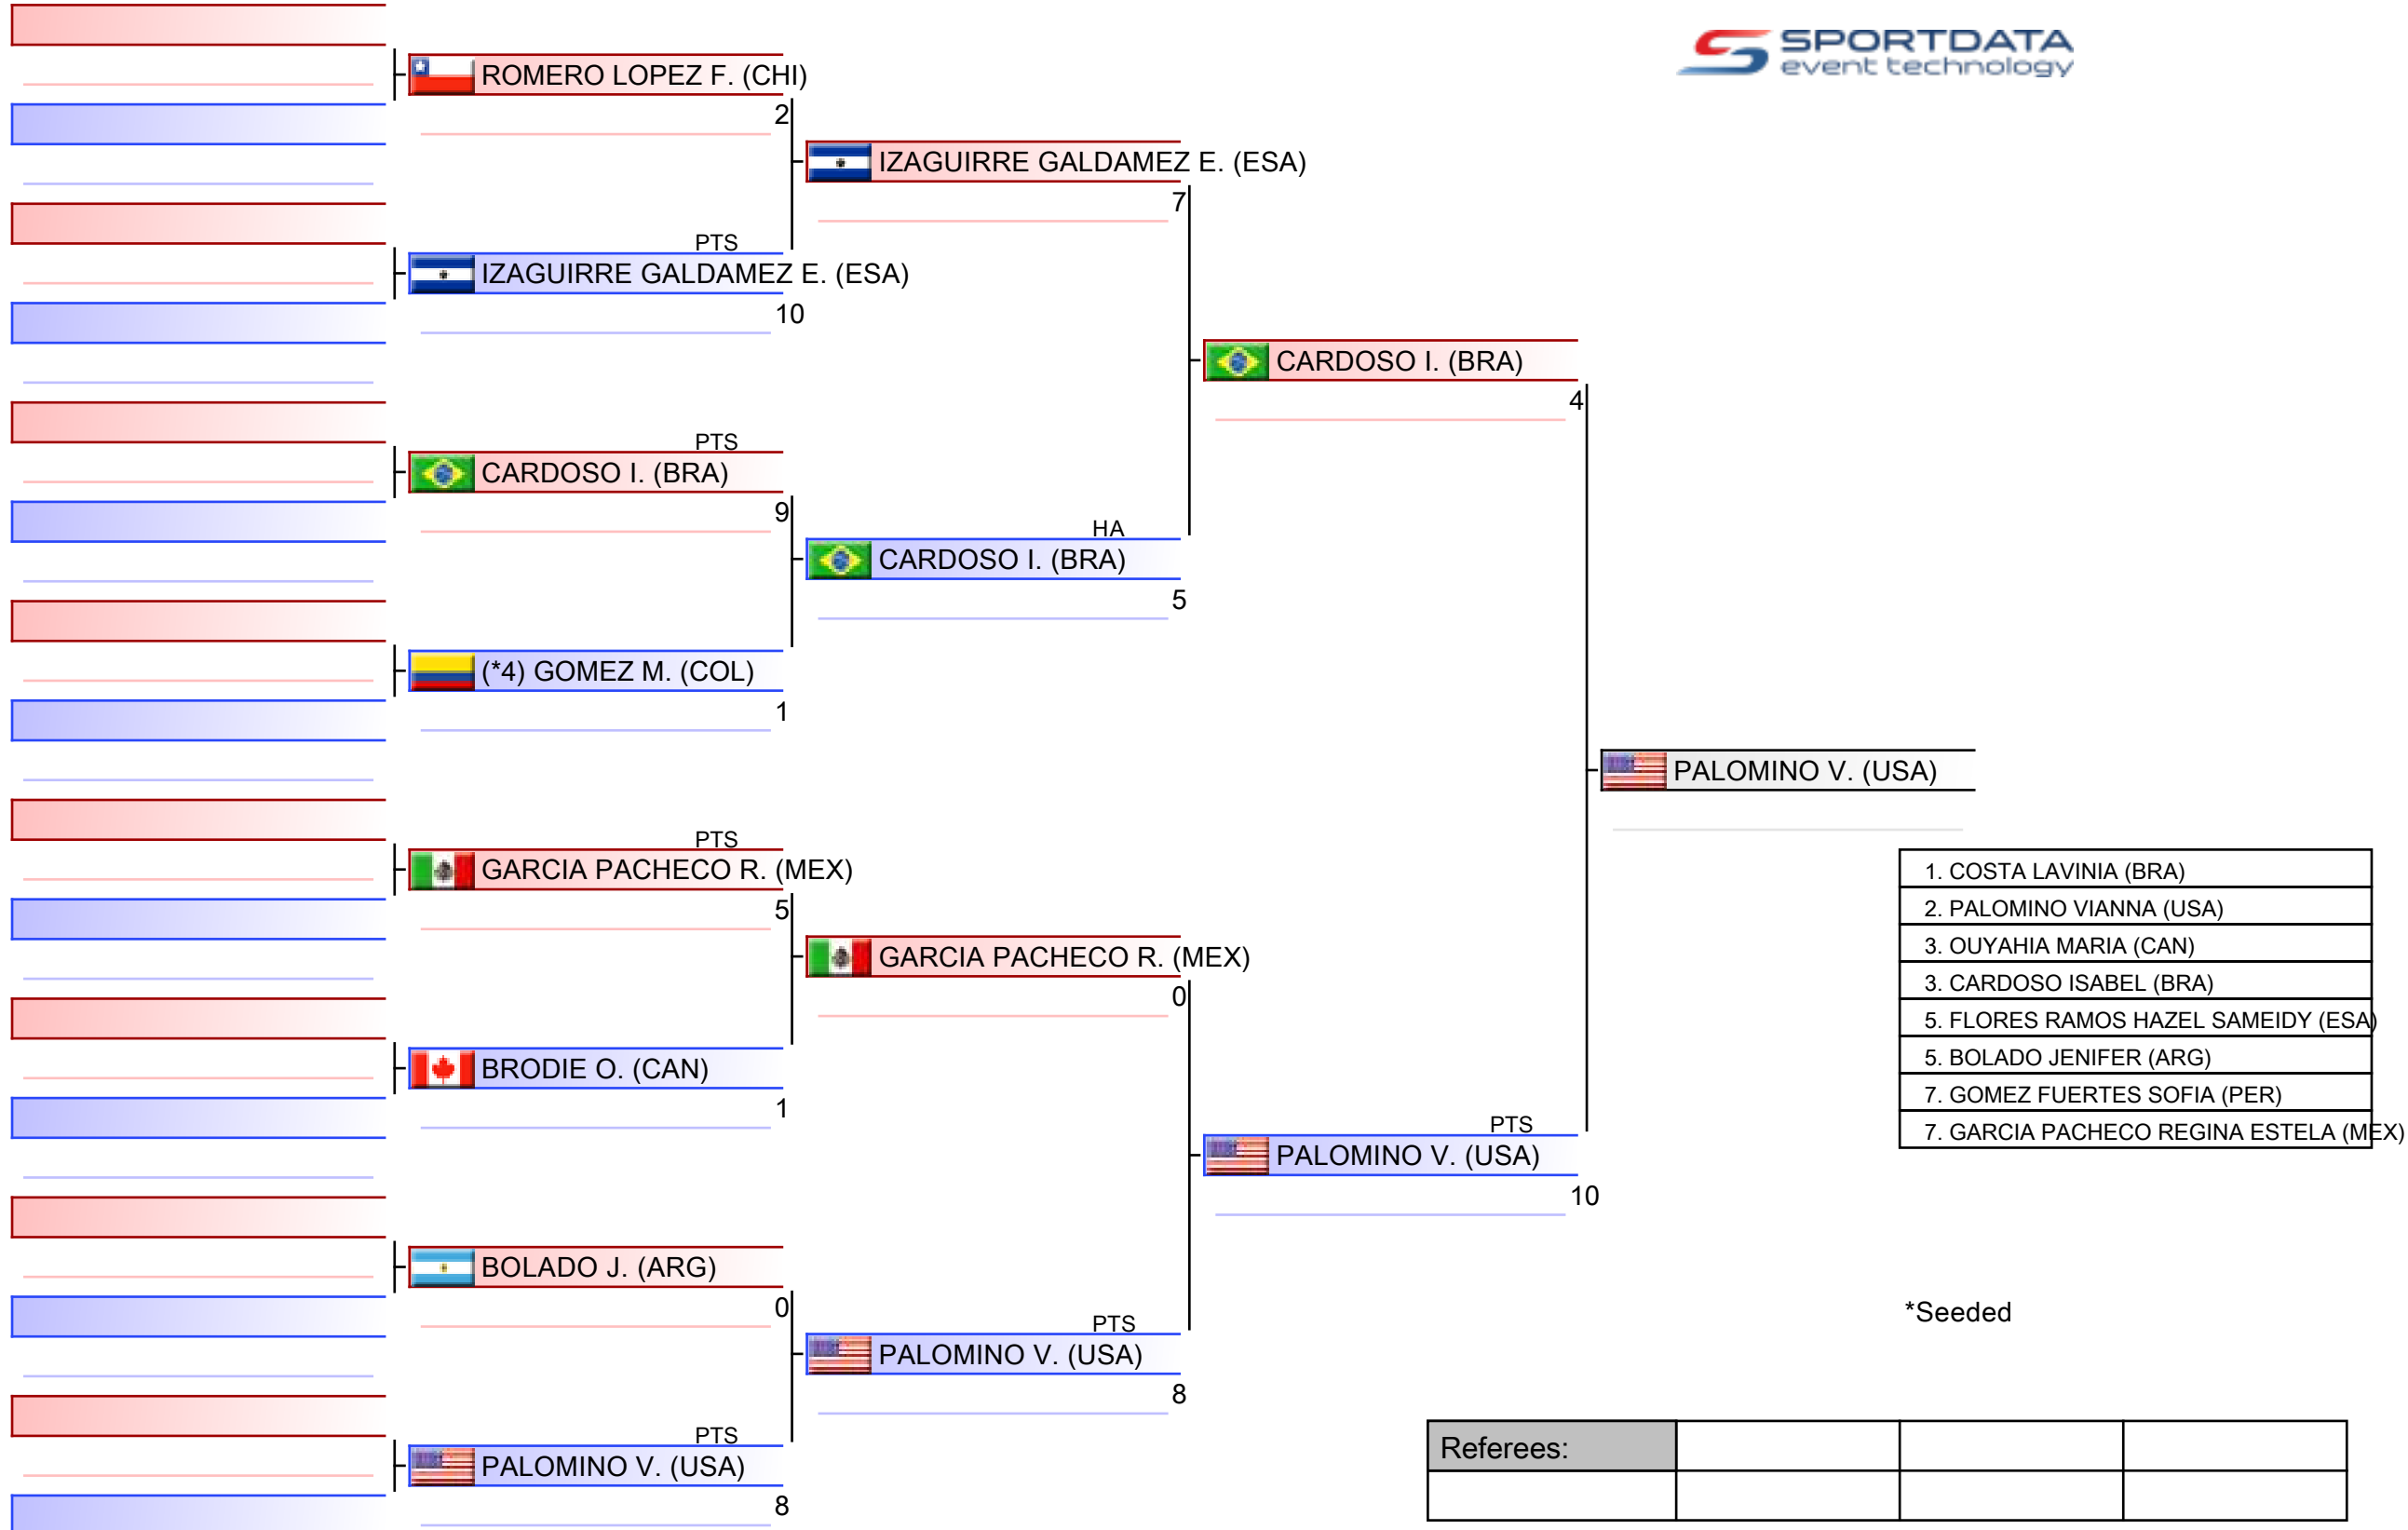 SPORTDATA
event technology
ROMERO LOPEZ F. (CHI)
2
IZAGUIRRE GALDAMEZ E. (ESA)
7
PTS
IZAGUIRRE GALDAMEZ E. (ESA)
10
CARDOSO I. (BRA)
4
PTS
CARDOSO I. (BRA)
9
HA
CARDOSO I. (BRA)
5
(*4) GOMEZ M. (COL)
1
PALOMINO V. (USA)
PTS
GARCIA PACHECO R. (MEX)
5
GARCIA PACHECO R. (MEX)
0
BRODIE O. (CAN)
1
PTS
PALOMINO V. (USA)
10
BOLADO J. (ARG)
0
PTS
PALOMINO V. (USA)
8
PTS
PALOMINO V. (USA)
8
1. COSTA LAVINIA (BRA)
2. PALOMINO VIANNA (USA)
3. OUYAHIA MARIA (CAN)
3. CARDOSO ISABEL (BRA)
5. FLORES RAMOS HAZEL SAMEIDY (ESA)
5. BOLADO JENIFER (ARG)
7. GOMEZ FUERTES SOFIA (PER)
7. GARCIA PACHECO REGINA ESTELA (MEX)
*Seeded
Referees: